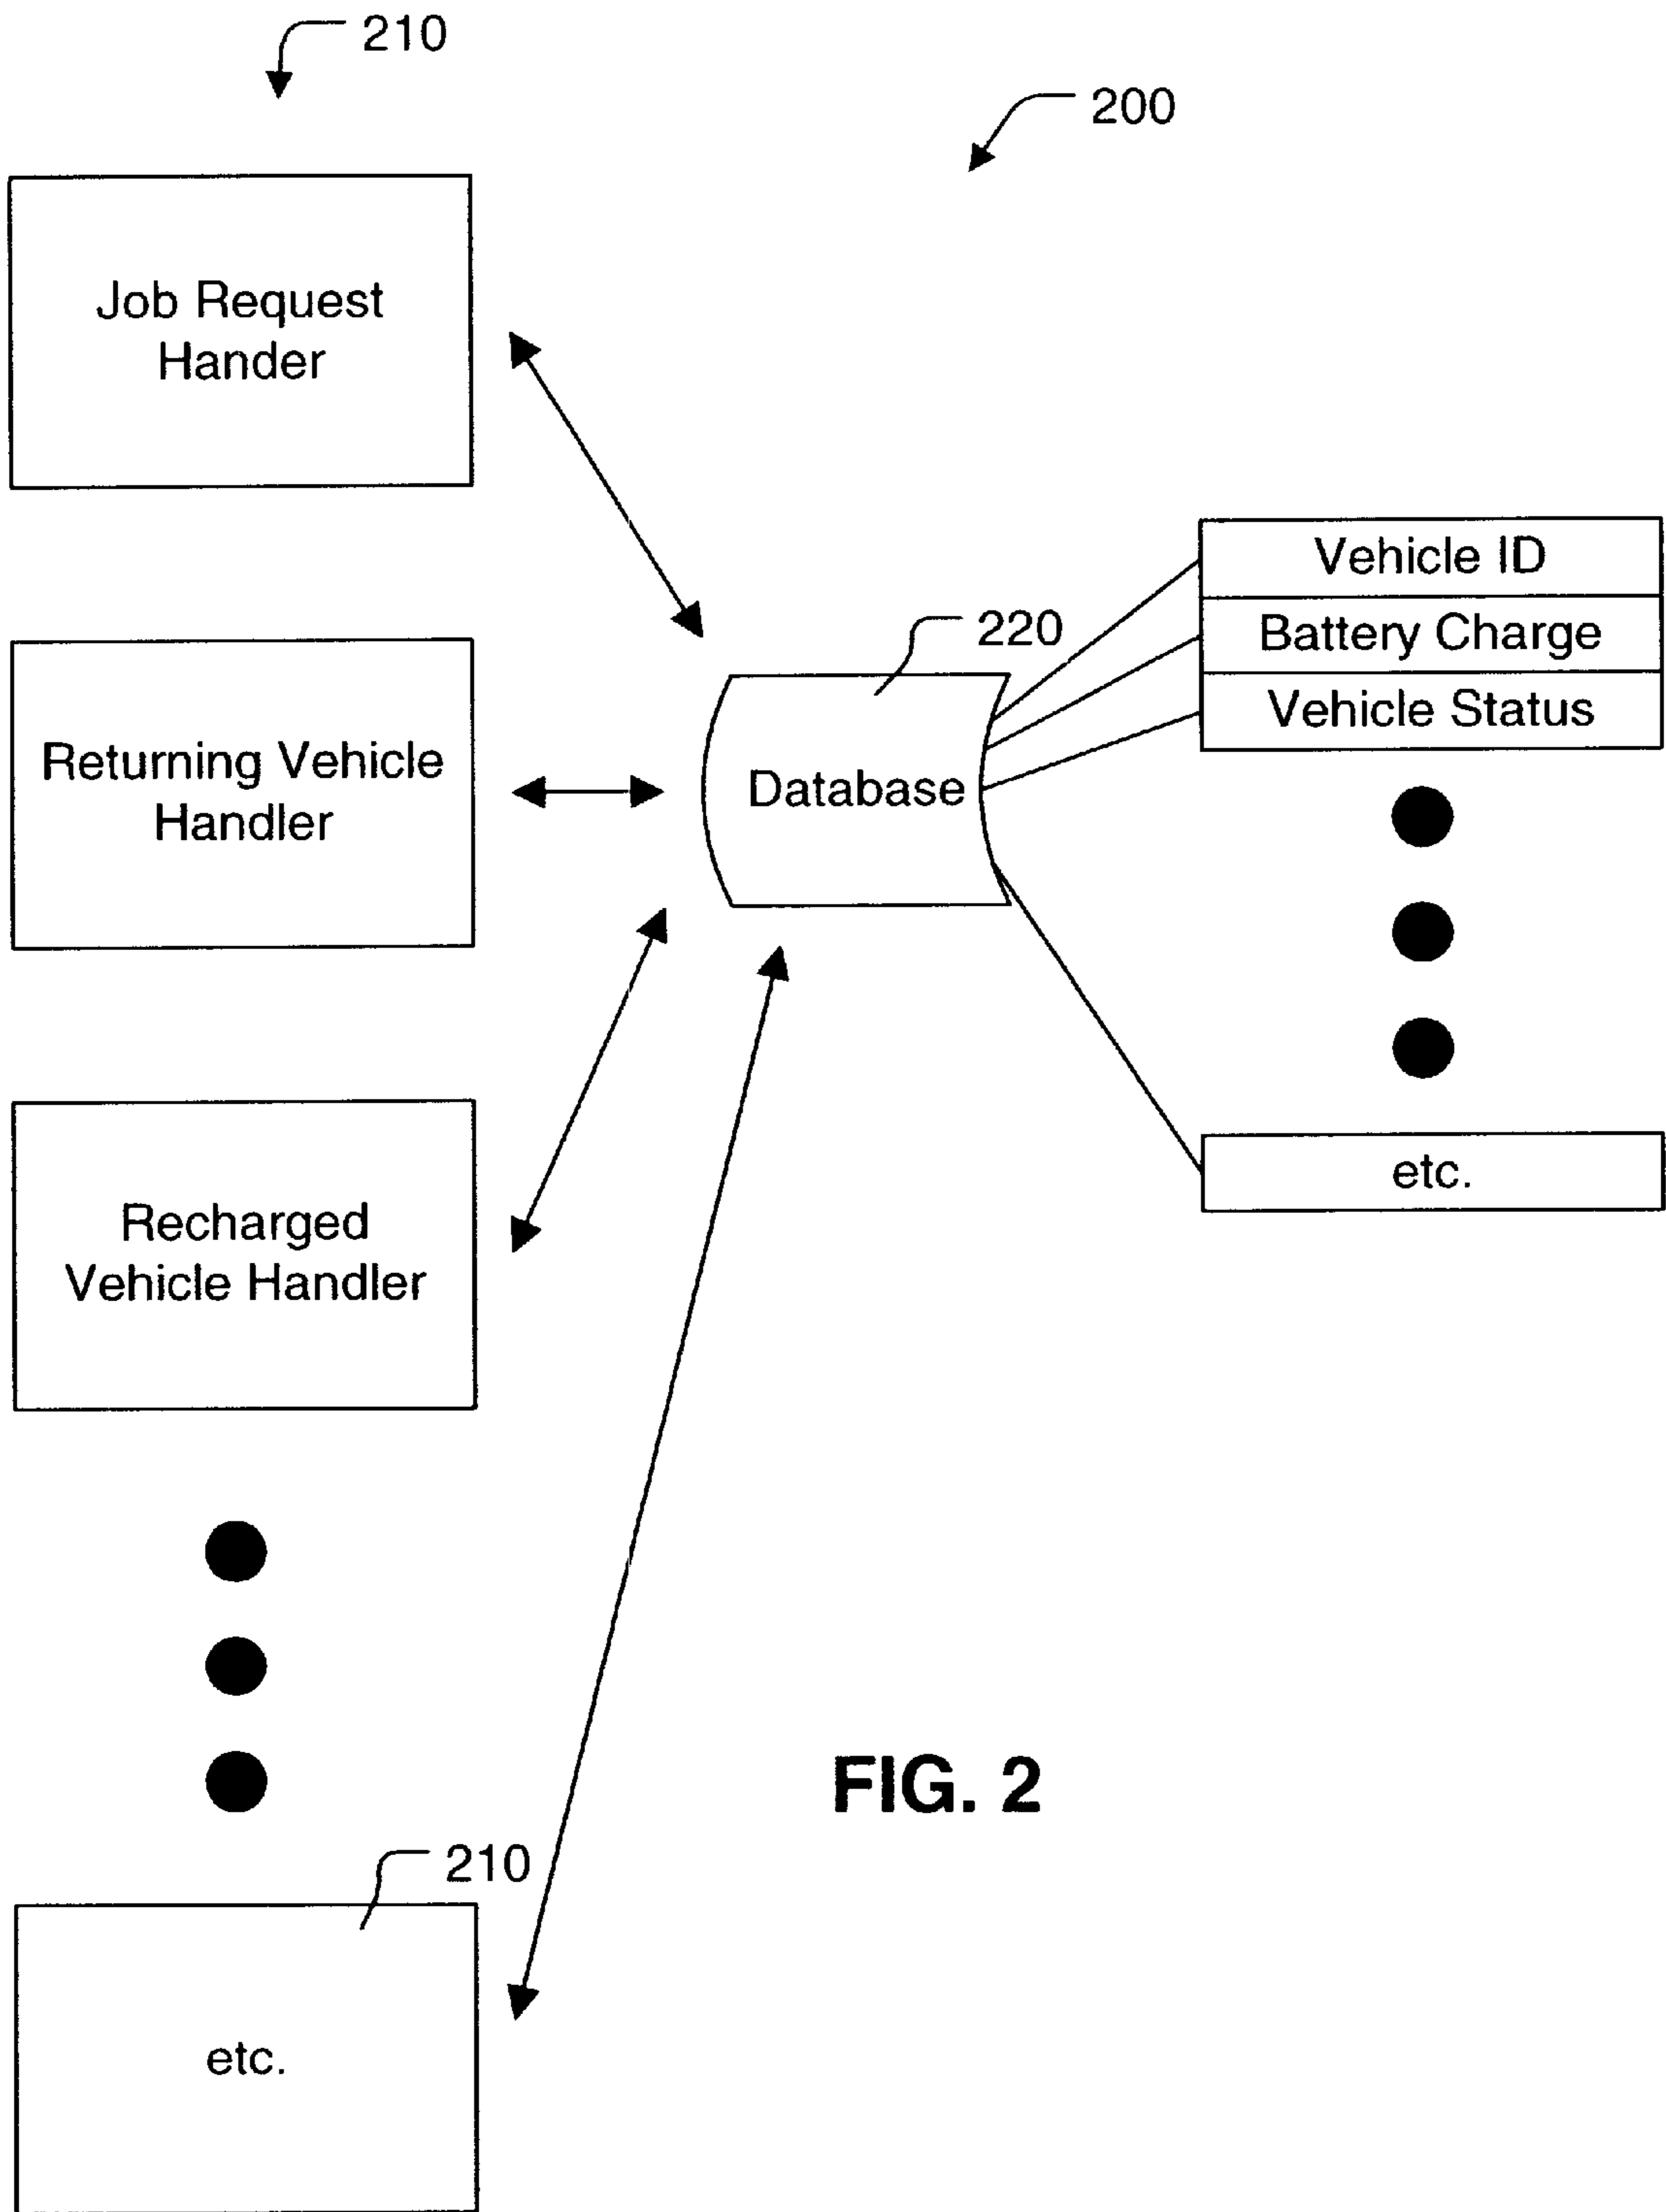 210
200
Job Request
Hander
Vehicle ID
Battery Charge
Vehicle Status
220
Returning Vehicle
Handler
Database
etc.
Recharged
Vehicle Handler
FIG. 2
210
etc.